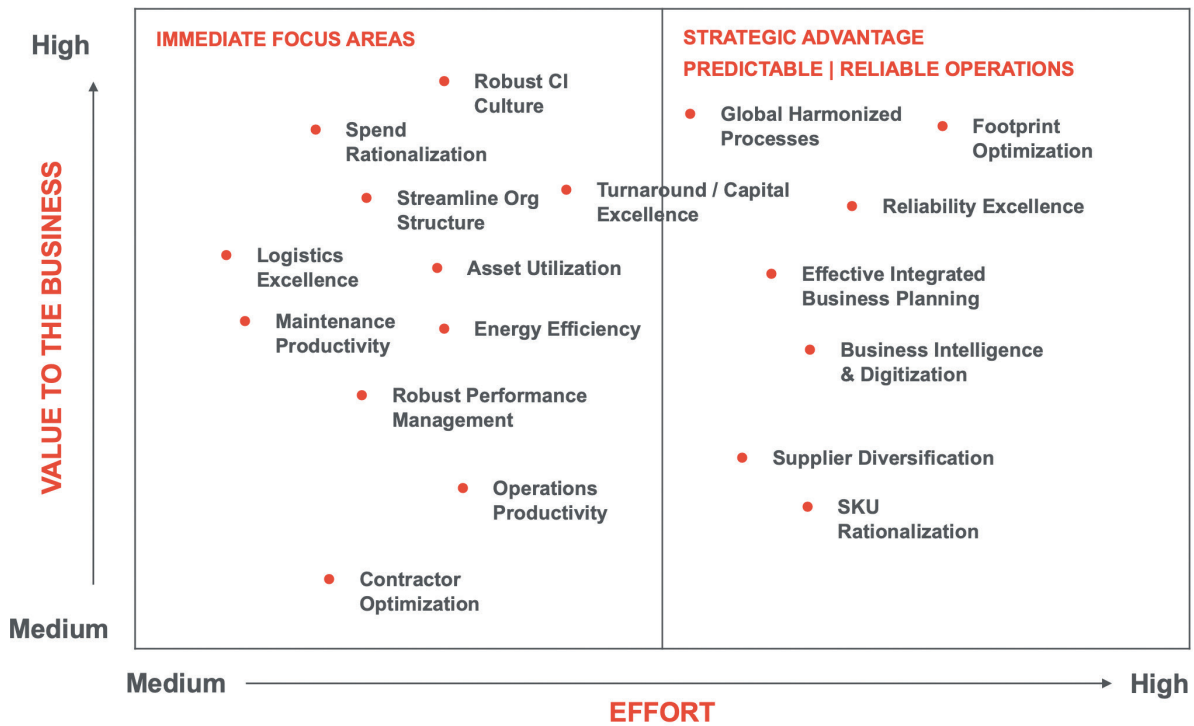 High
IMMEDIATE FOCUS AREAS
STRATEGIC ADVANTAGE
PREDICTABLE | RELIABLE OPERATIONS
Robust CI
Culture
Spend
Rationalization
Streamline Org
Structure
Turnaround / Capital
Excellence
Logistics
Excellence
Asset Utilization
Maintenance
Productivity
Energy Efficiency
Robust Performance
Management
Operations
Productivity
Contractor
Optimization
Global Harmonized
Processes
Footprint
Optimization
Reliability Excellence
Effective Integrated
Business Planning
Business Intelligence
& Digitization
Supplier Diversification
SKU
Rationalization
VALUE TO THE BUSINESS
Medium
Medium
High
EFFORT